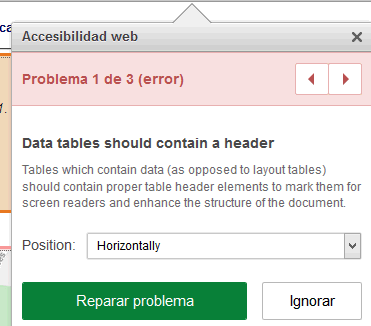 ca
Accesibilidad web
Problema 1 de 3 (error)
1.
Data tables should contain a header
Tables which contain data (as opposed to layout tables)
should contain proper table header elements to mark them for
screen readers and enhance the structure of the document.
Position: Horizontally
Reparar problema Ignorar